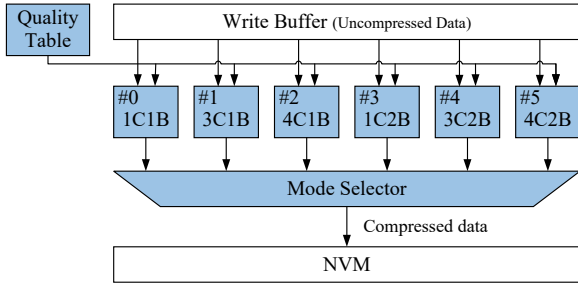 Quality
Table
Write Buffer (Uncompressed Data)
#0
1C1B
#1
3C1B
#2
4C1B
#3
1C2B
#4
3C2B
#5
4C2B
Mode Selector
Compressed data
NVM